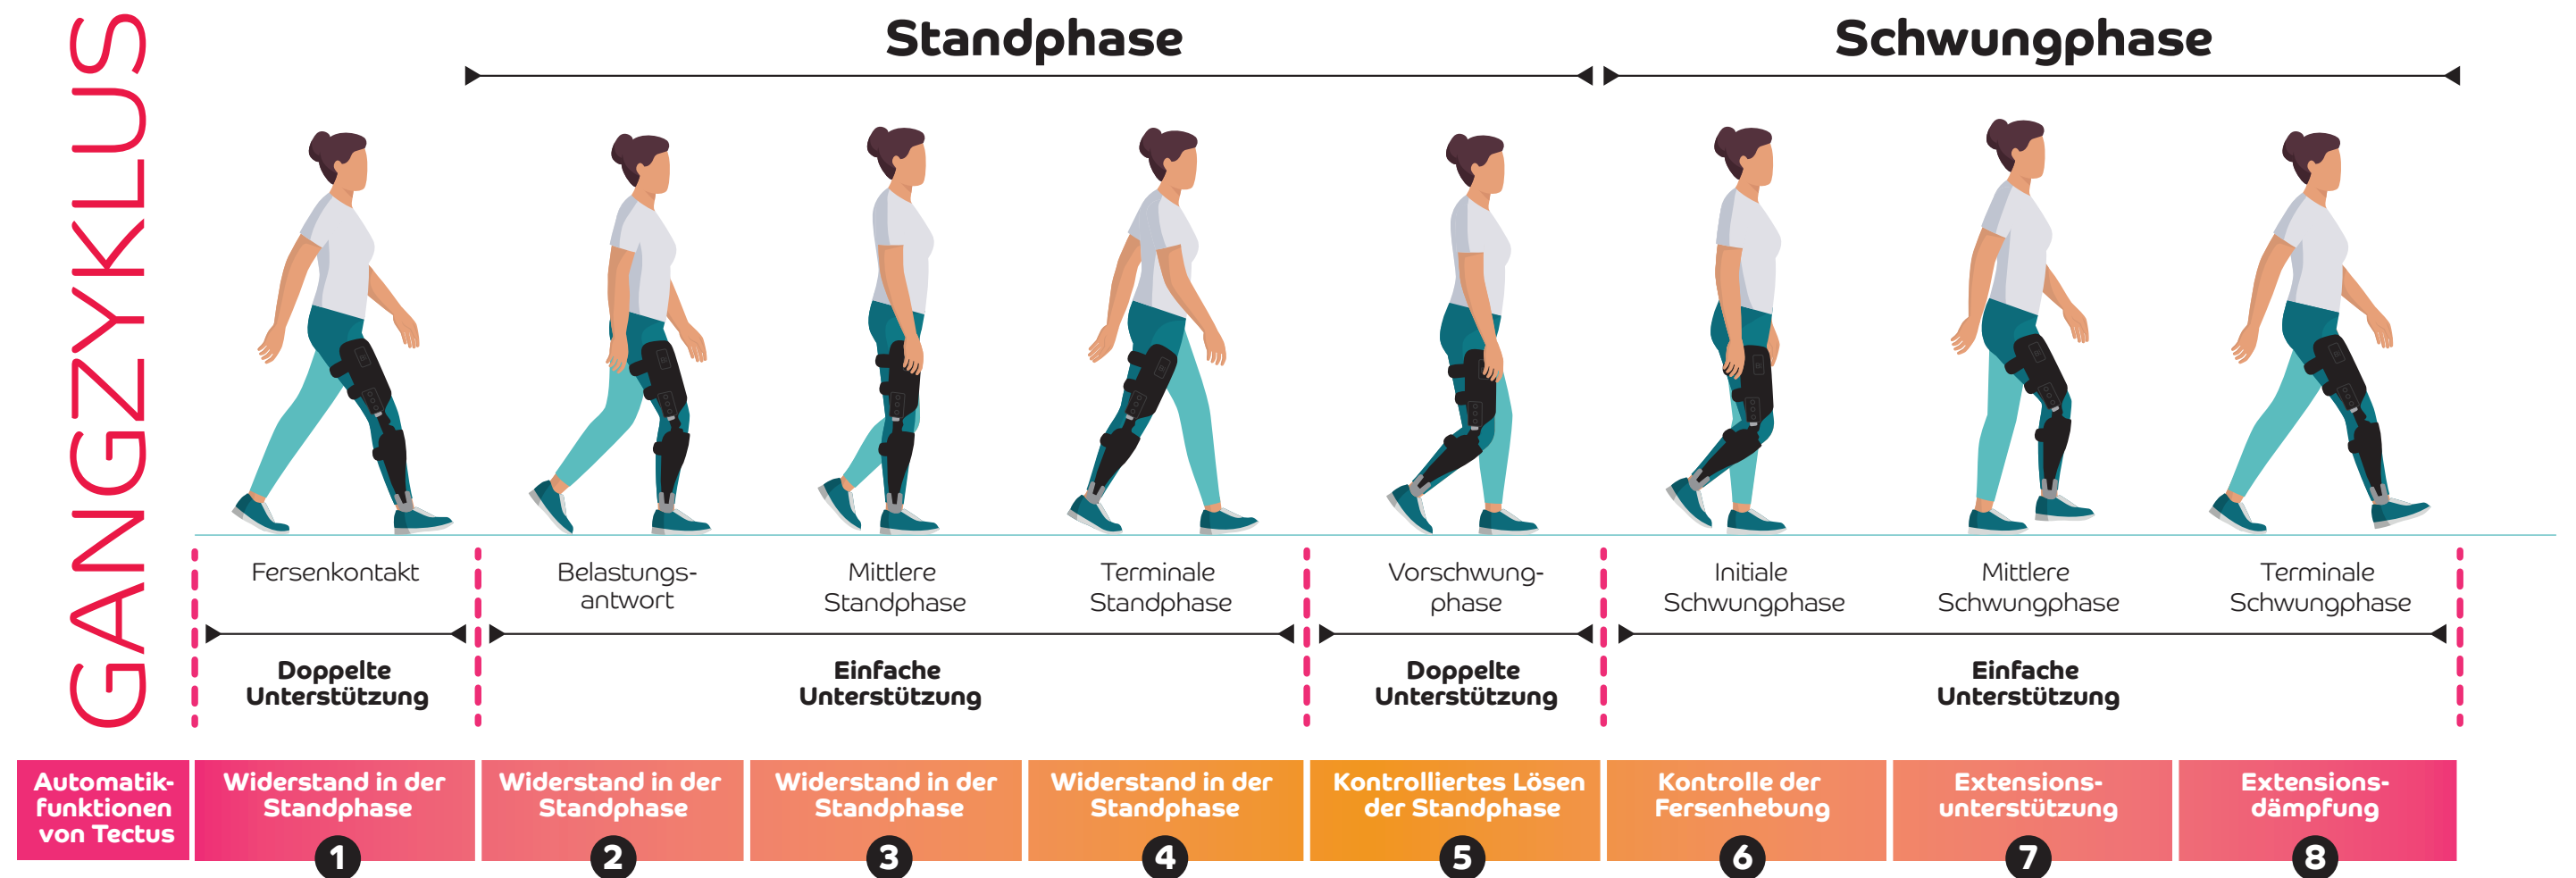 GANGZYKLUS
Standphase
Schwungphase
Fersenkontakt
Belastungs-
antwort
Mittlere
Standphase
Terminale
Standphase
Vorschwung-
phase
Initiale
Schwungphase
Mittlere
Schwungphase
Terminale
Schwungphase
Doppelte
Unterstützung
Einfache
Unterstützung
Doppelte
Unterstützung
Einfache
Unterstützung
Automatik-
funktionen
von Tectus
Widerstand in der
Standphase
1
Widerstand in der
Standphase
2
Widerstand in der
Standphase
3
Widerstand in der
Standphase
4
Kontrolliertes Lösen
der Standphase
5
Kontrolle der
Fersenhebung
6
Extensions-
unterstützung
7
Extensions-
dämpfung
8